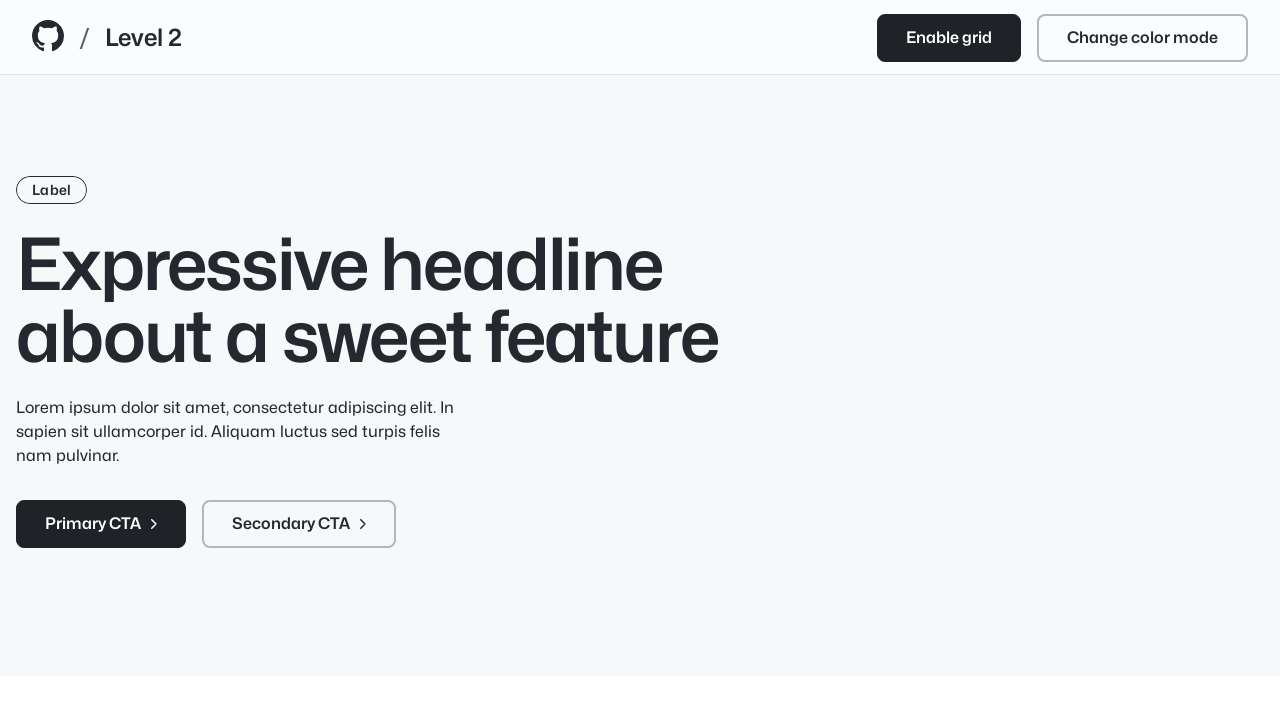 / Level 2
Enable grid
Change color mode
Label
Expressive headline
about a sweet feature
Lorem ipsum dolor sit amet, consectetur adipiscing elit. In
sapien sit ullamcorper id. Aliquam luctus sed turpis felis
nam pulvinar.
Primary CTA
Secondary CTA